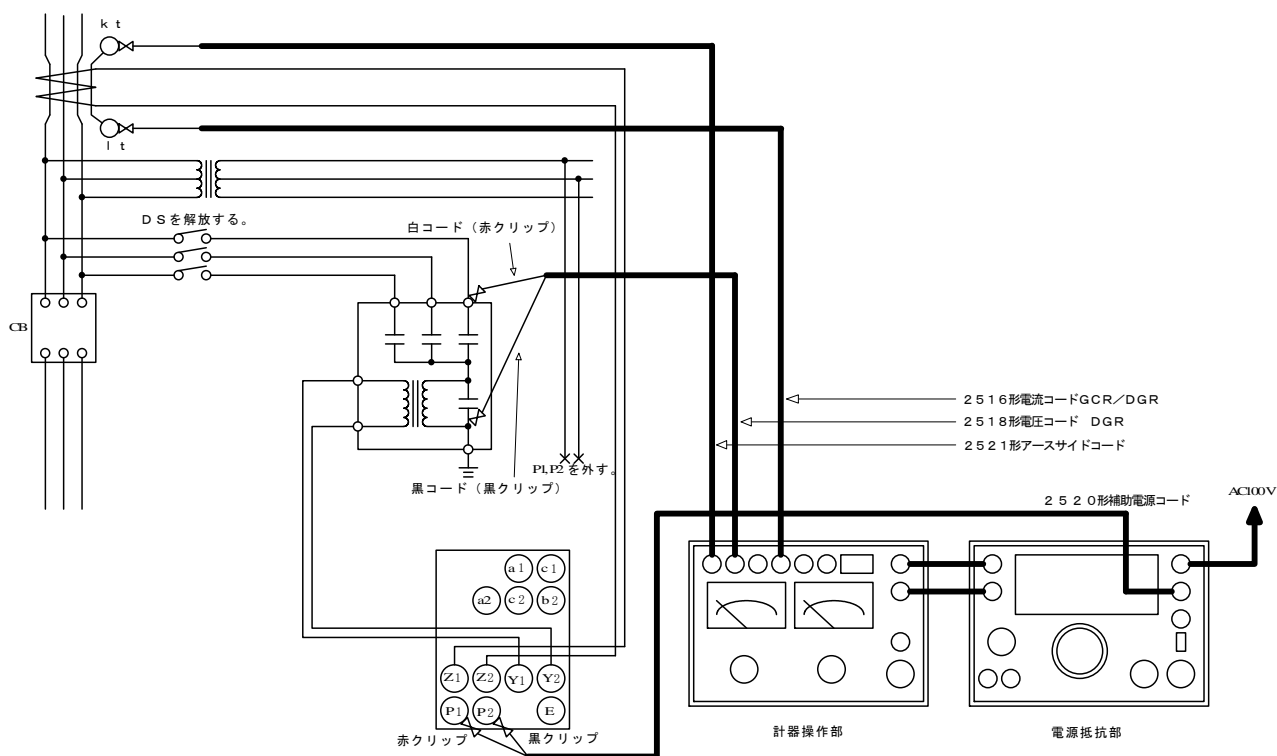 ｋｔ
ｌｔ
ＤＳを解放する。
白コード（赤クリップ）
CB
２５１６形電流コードＧＣＲ／ＤＧＲ
２５１８形電圧コード　ＤＧＲ
２５２１形アースサイドコード
P1,P2を外す。
黒コード（黒クリップ）
AC100V
２５２０形補助電源コード
a1 c1
a2 c2 b2
Z1 Z2 Y1 Y2
P1 P2 E
赤クリップ 黒クリップ
計器操作部
電源抵抗部